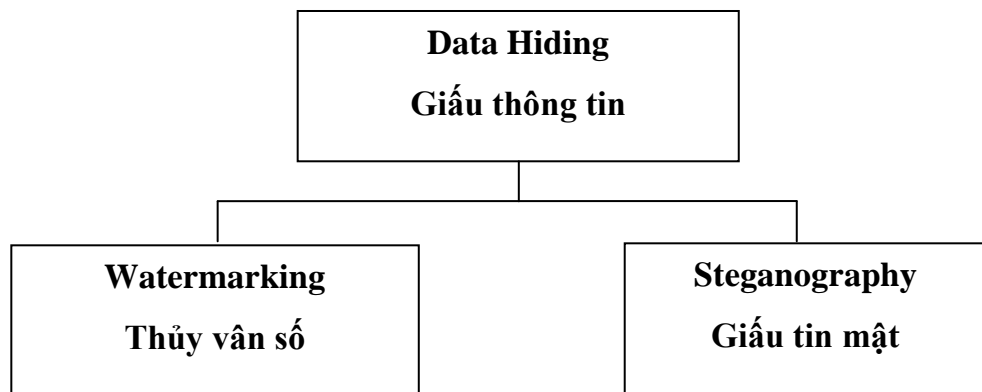 Data Hiding
Giấu thông tin
Watermarking
Thủy vân số
Steganography
Giấu tin mật